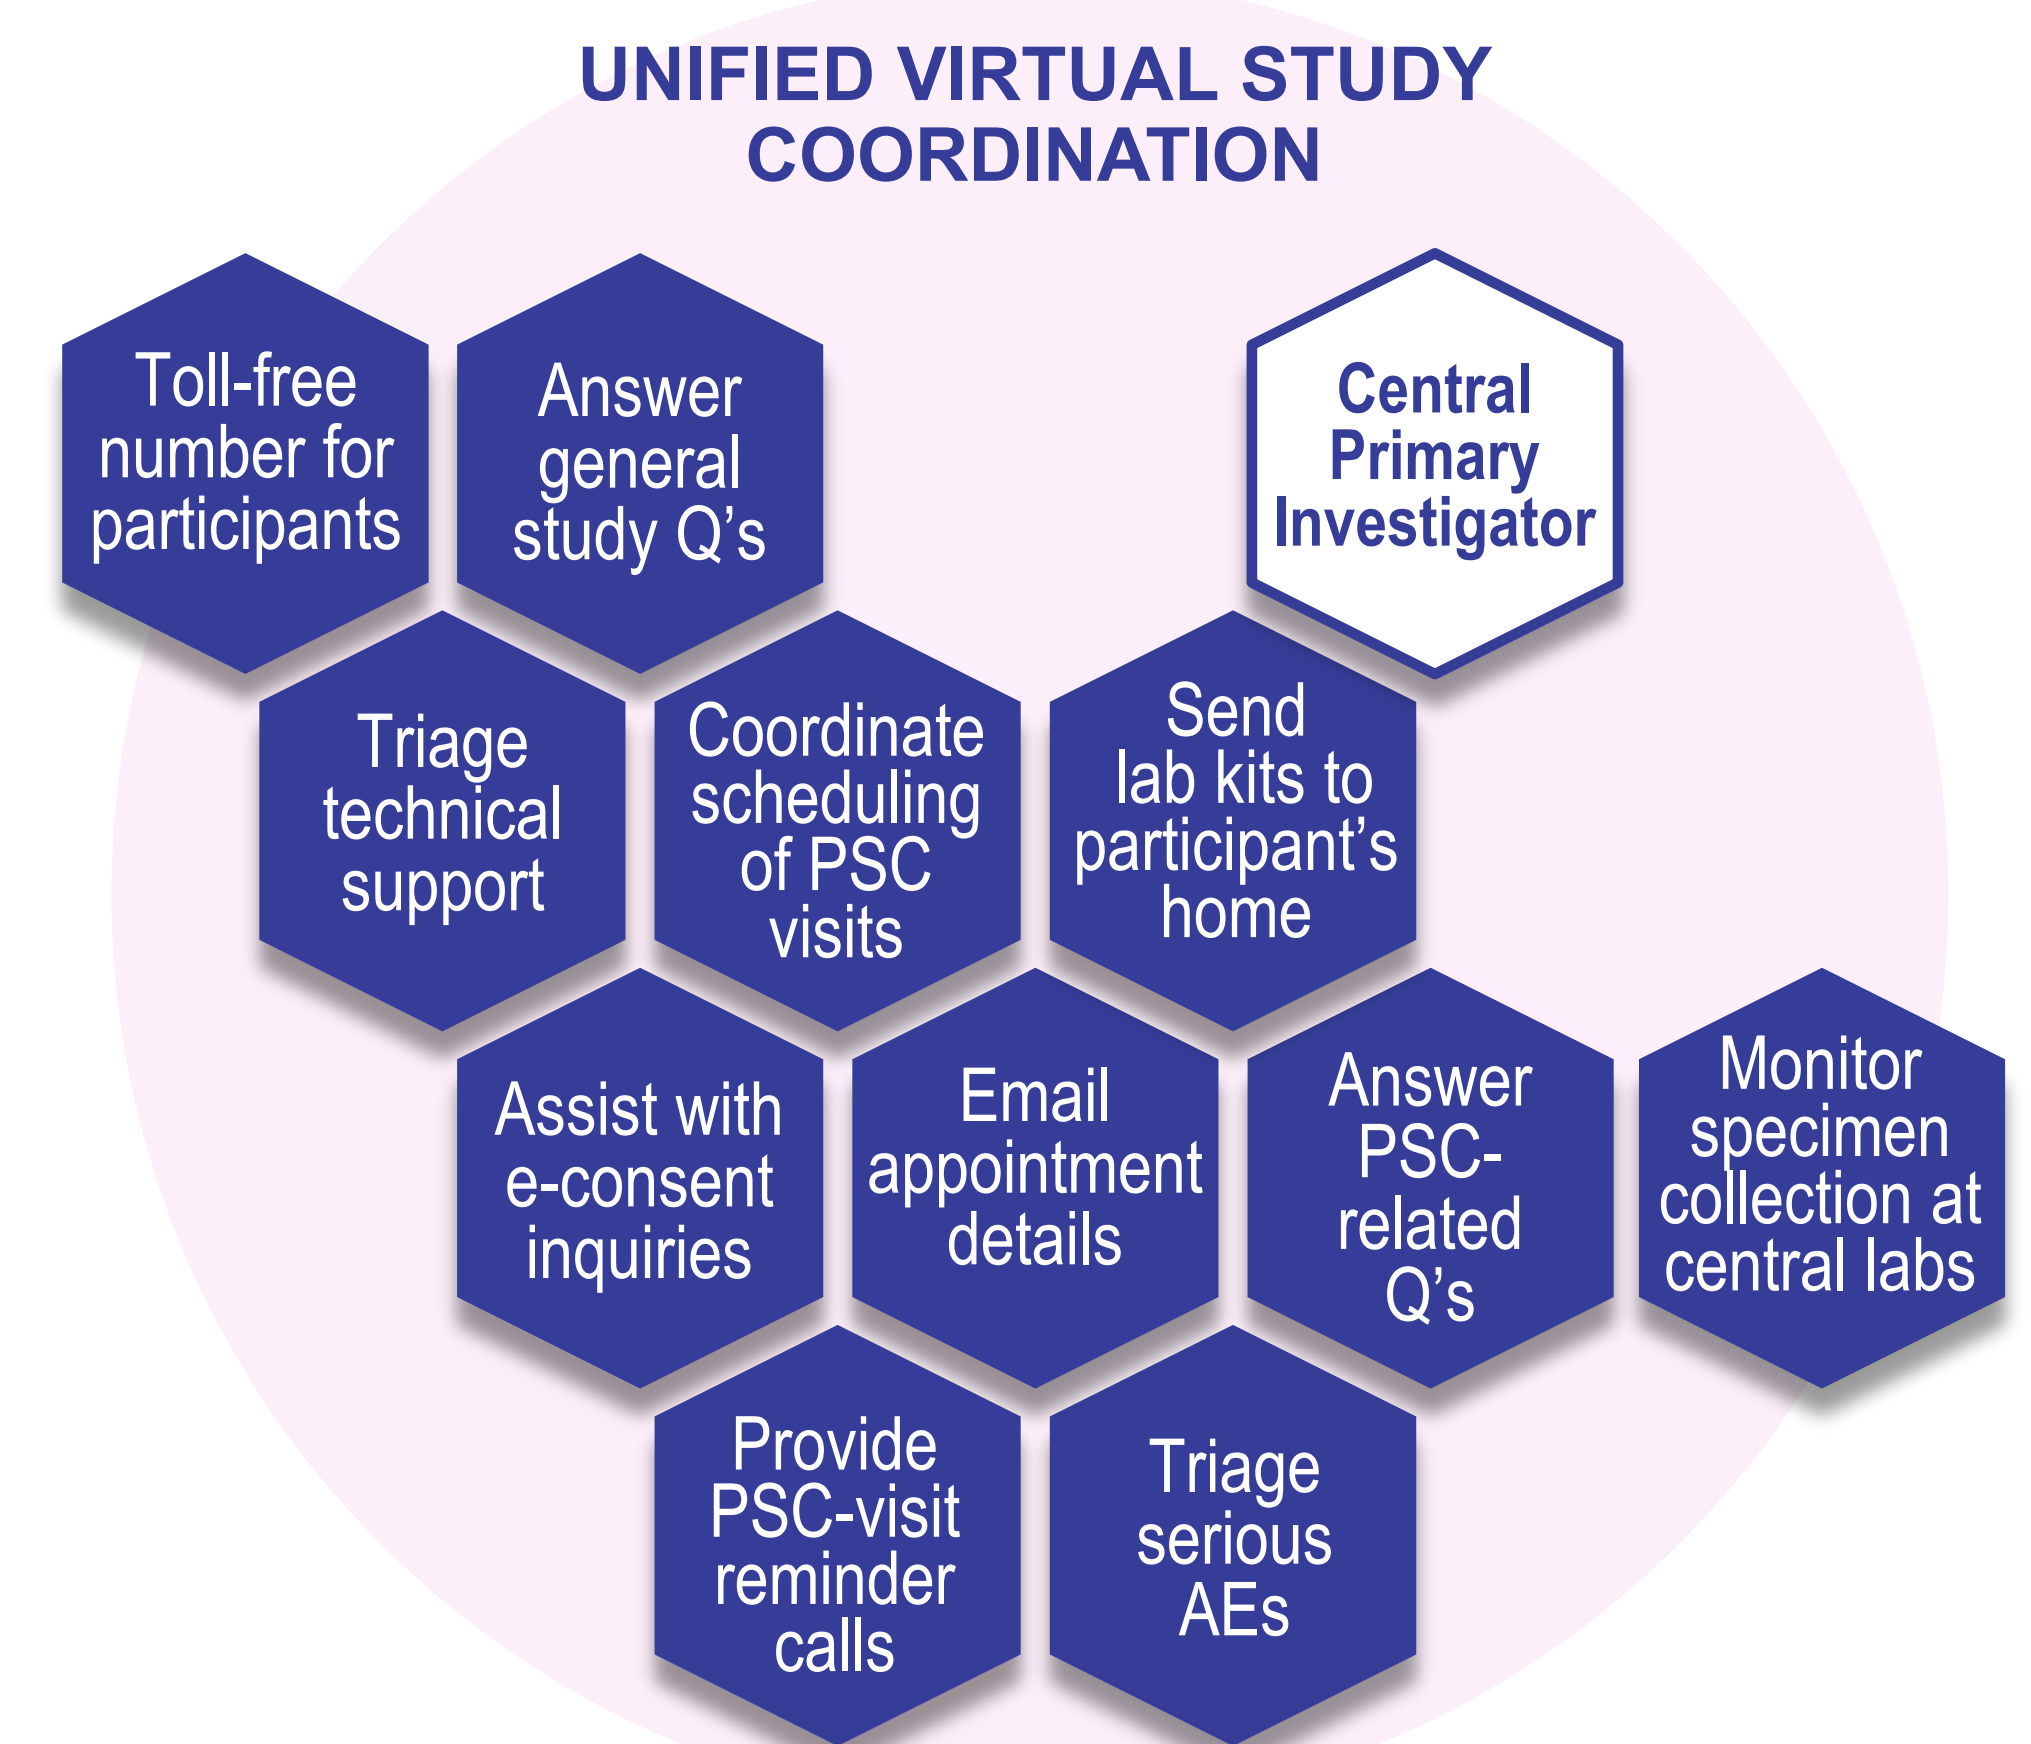 UNIFIED VIRTUAL STUDY
COORDINATION
Toll-free
number for
participants
Answer
general
study Q’s
Central
Primary
Investigator
Triage
technical
support
Coordinate
scheduling
of PSC
visits
Send
lab kits to
participant’s
home
Assist with
e-consent
inquiries
Email
appointment
details
Answer
PSC-
related
Q’s
Monitor
specimen
collection at
central labs
Provide
PSC-visit
reminder
calls
Triage
serious
AEs